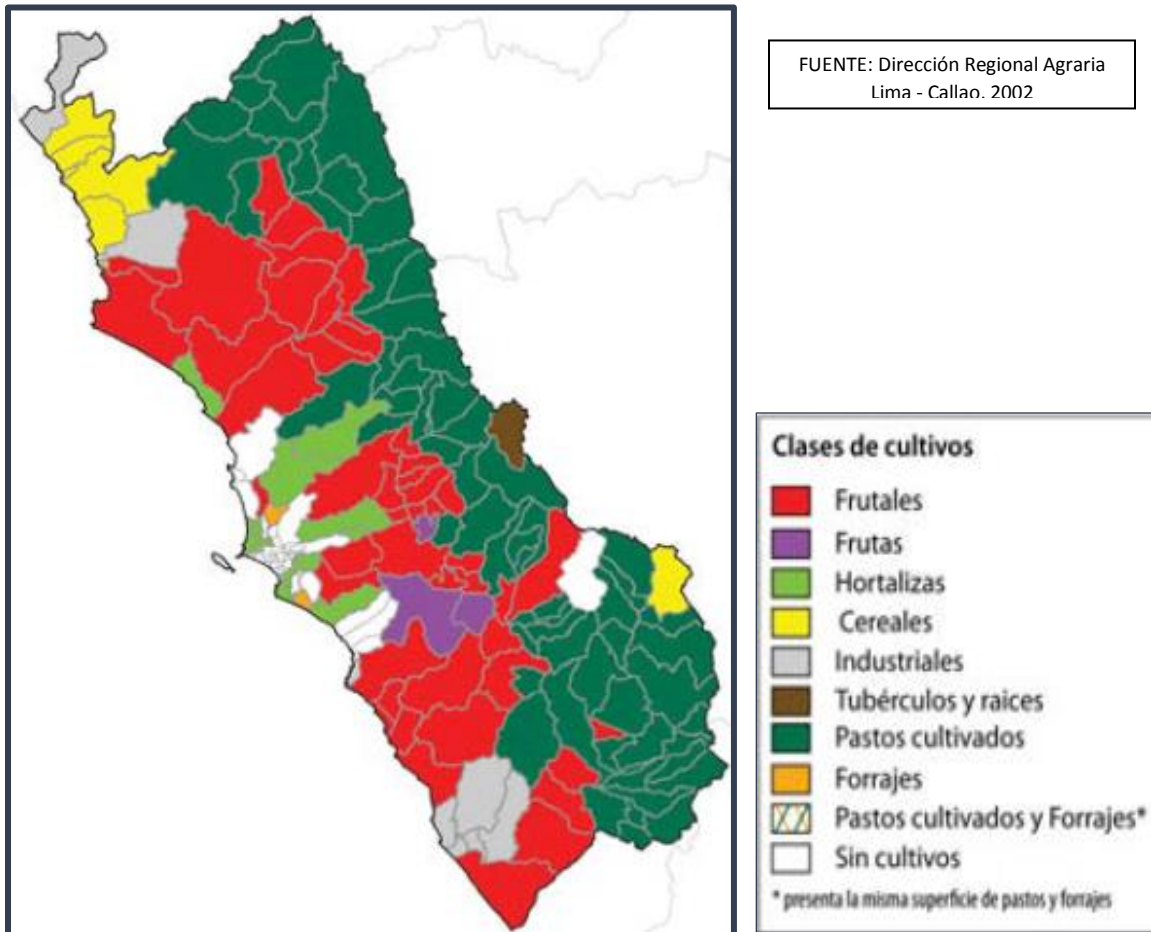 FUENTE: Dirección Regional Agraria
Lima - Callao. 2002
Clases de cultivos
Frutales
Frutas
Hortalizas
Cereales
Industriales
Tubérculos y raices
Pastos cultivados
Forrajes
Pastos cultivados y Forrajes*
Sin cultivos
* presenta la misma superficie de pastos y forrajes